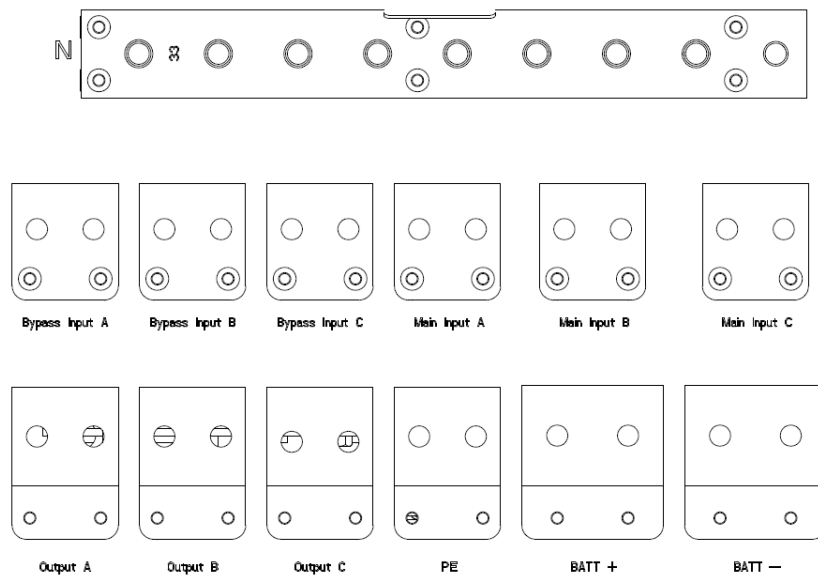 N
33
Bypass Input A Bypass Input B Bypass Input C Main Input A Main Input B Main Input C
Output A Output B Output C PE BATT + BATT -